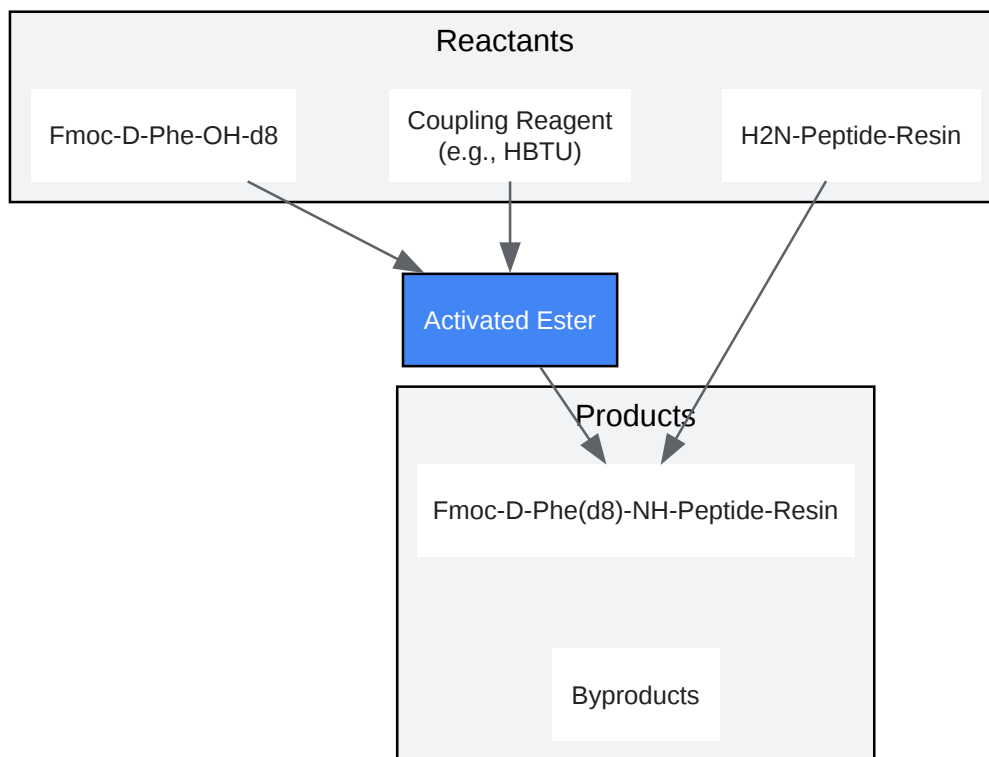 Reactants
Fmoc-D-Phe-OH-d8
Coupling Reagent
(e.g., HBTU)
H2N-Peptide-Resin
Activated Ester
Products
Fmoc-D-Phe(d8)-NH-Peptide-Resin
Byproducts